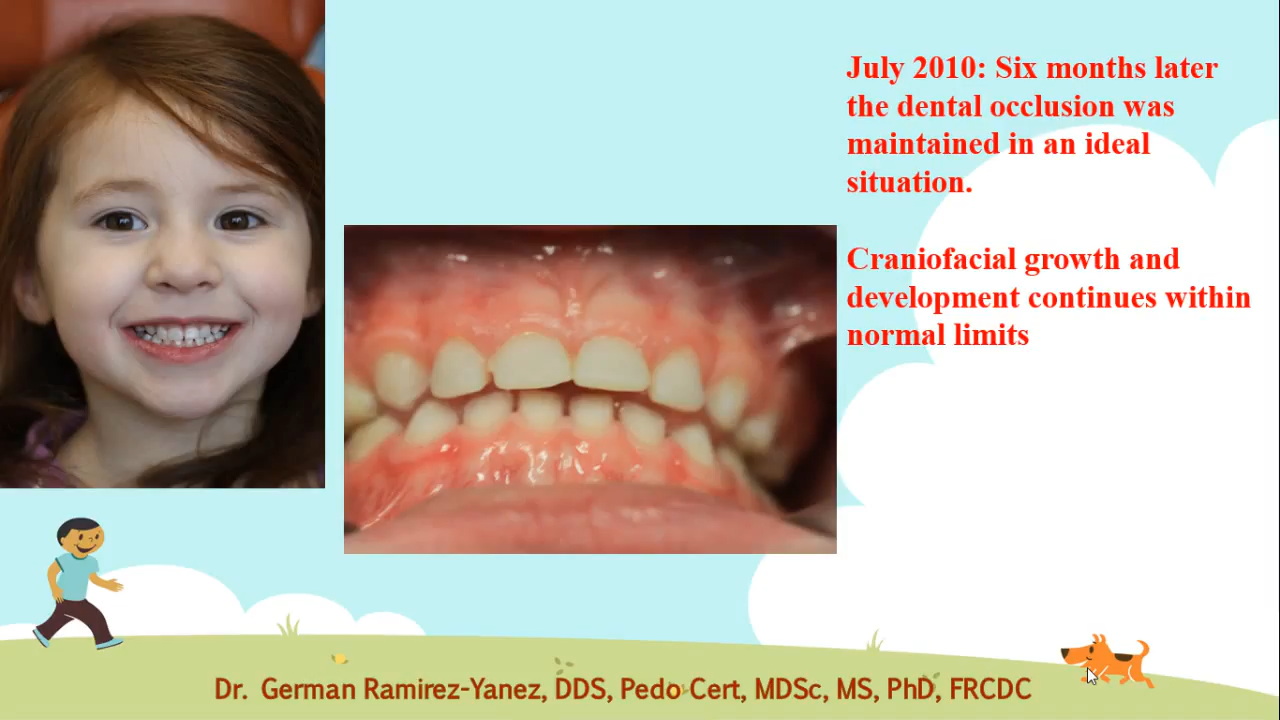 July 2010: Six months later
the dental occlusion was
maintained in an ideal
situation.
Craniofacial growth and
development continues within
normal limits
Dr. German Ramirez-Yanez, DDS, Pedo Cert, MDSc, MS, PhD, FRCDC